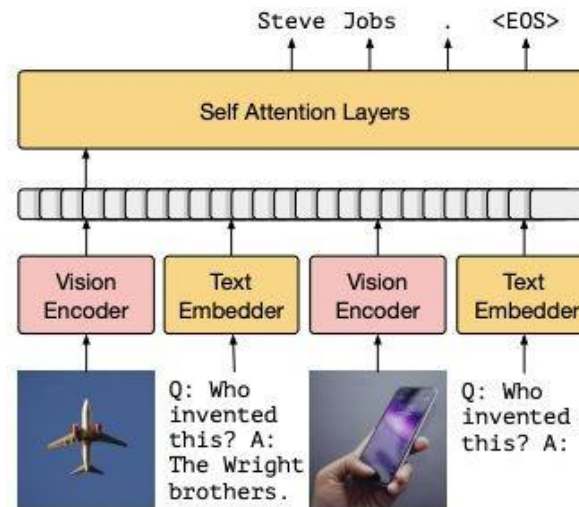 Steve Jobs . <EOS>
Self Attention Layers
Vision
Encoder
Text
Embedder
Vision
Encoder
Text
Embedder
Q: Who
invented
this? A:
The Wright
brothers.
Q: Who
invented
this? A: